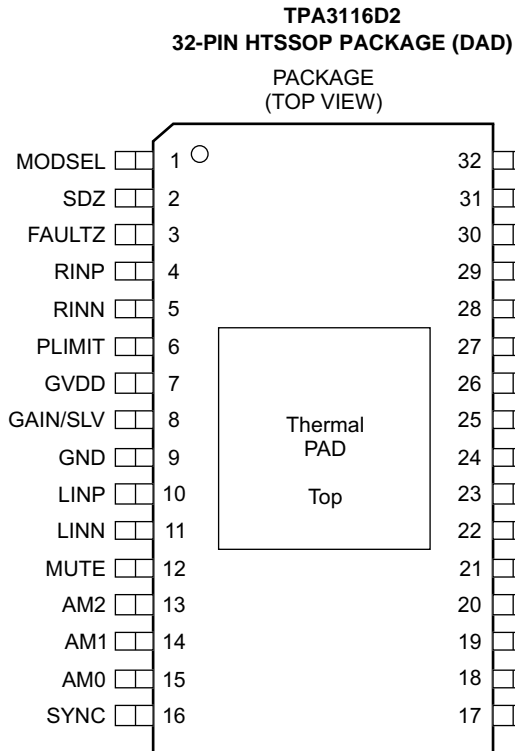 TPA3116D2
32-PIN HTSSOP PACKAGE (DAD)
PACKAGE
(TOP VIEW)
MODSEL 1 32
SDZ 2 31
FAULTZ 3 30
RINP 4 29
RINN 5 28
PLIMIT 6 27
GVDD 7 26
GAIN/SLV 8 25
GND 9 24
LINP 10 23
LINN 11 22
MUTE 12 21
AM2 13 20
AM1 14 19
AM0 15 18
SYNC 16 17
Thermal
PAD
Top